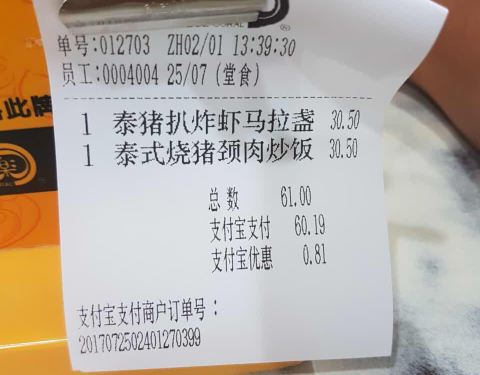 单号:012703 ZH02/01 13:39:30
员工:0004004 25/07 (堂食)
1 泰猪扒炸虾马拉盏 30.50
1 泰式烧猪颈肉炒饭 30.50
总数 61.00
支付宝支付 60.19
支付宝优惠 0.81
支付宝支付商户订单号：
2017072502401270399
此牌